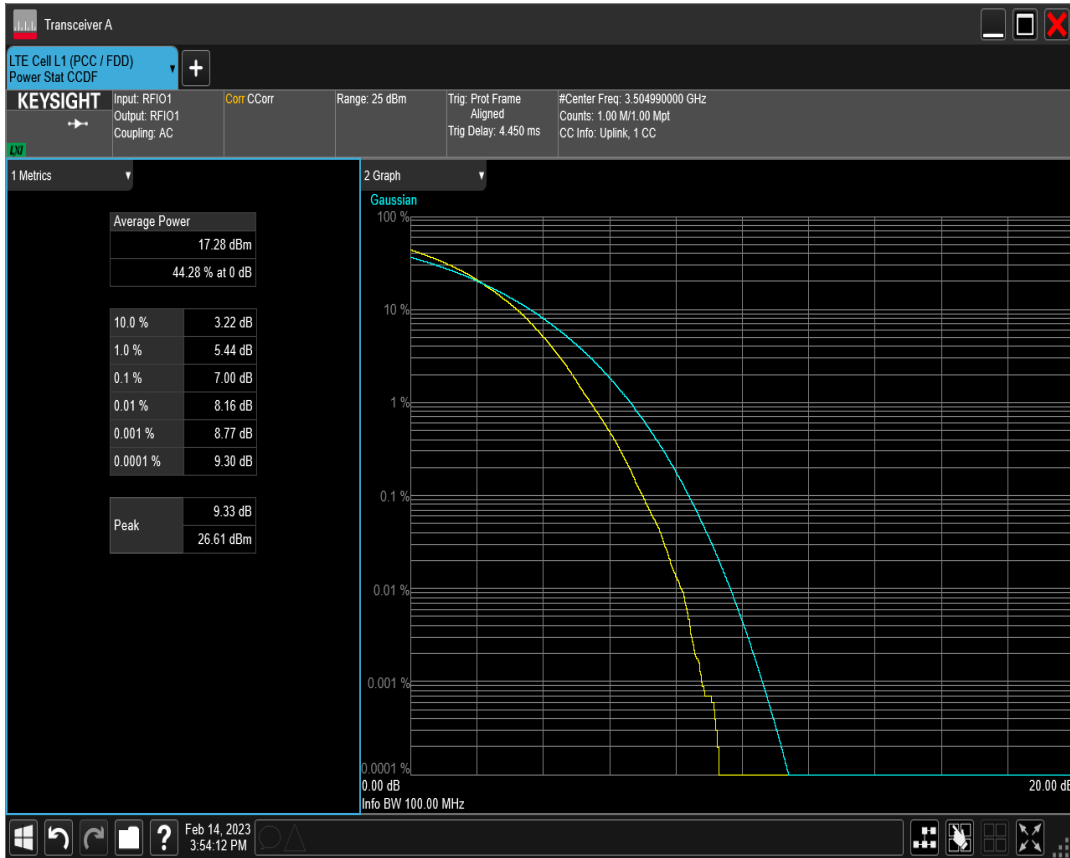 Transceiver A
LTE Cell L1 (PCC / FDD)
Power Stat CCDF
+
KEYSIGHT
LXI
Input: RFIO1
Output: RFIO1
Coupling: AC
Corr CCorr
Range: 25 dBm
Trig: Prot Frame
Aligned
Trig Delay: 4.450 ms
#Center Freq: 3.504990000 GHz
Counts: 1.00 M/1.00 Mpt
CC Info: Uplink, 1 CC
1 Metrics
Average Power
17.28 dBm
44.28 % at 0 dB
10.0 % 3.22 dB
1.0 % 5.44 dB
0.1 % 7.00 dB
0.01 % 8.16 dB
0.001 % 8.77 dB
0.0001 % 9.30 dB
Peak
9.33 dB
26.61 dBm
2 Graph
Gaussian
100 %
10 %
1 %
0.1 %
0.01 %
0.001 %
0.0001 %
0.00 dB 20.00 dB
Info BW 100.00 MHz
?
Feb 14, 2023
3:54:12 PM